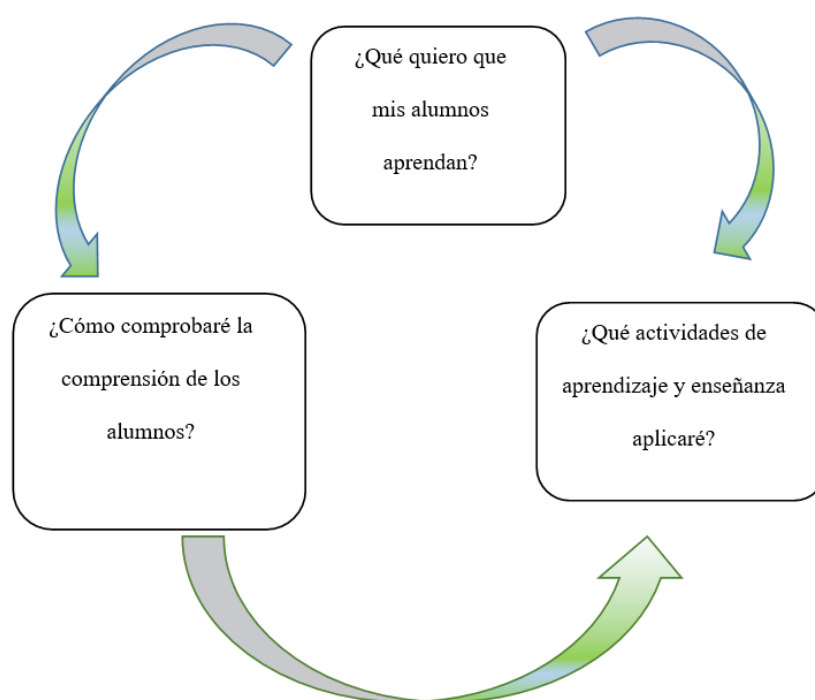 ¿Qué quiero que
mis alumnos
aprendan?
¿Cómo comprobaré la
comprensión de los
alumnos?
¿Qué actividades de
aprendizaje y enseñanza
aplicaré?